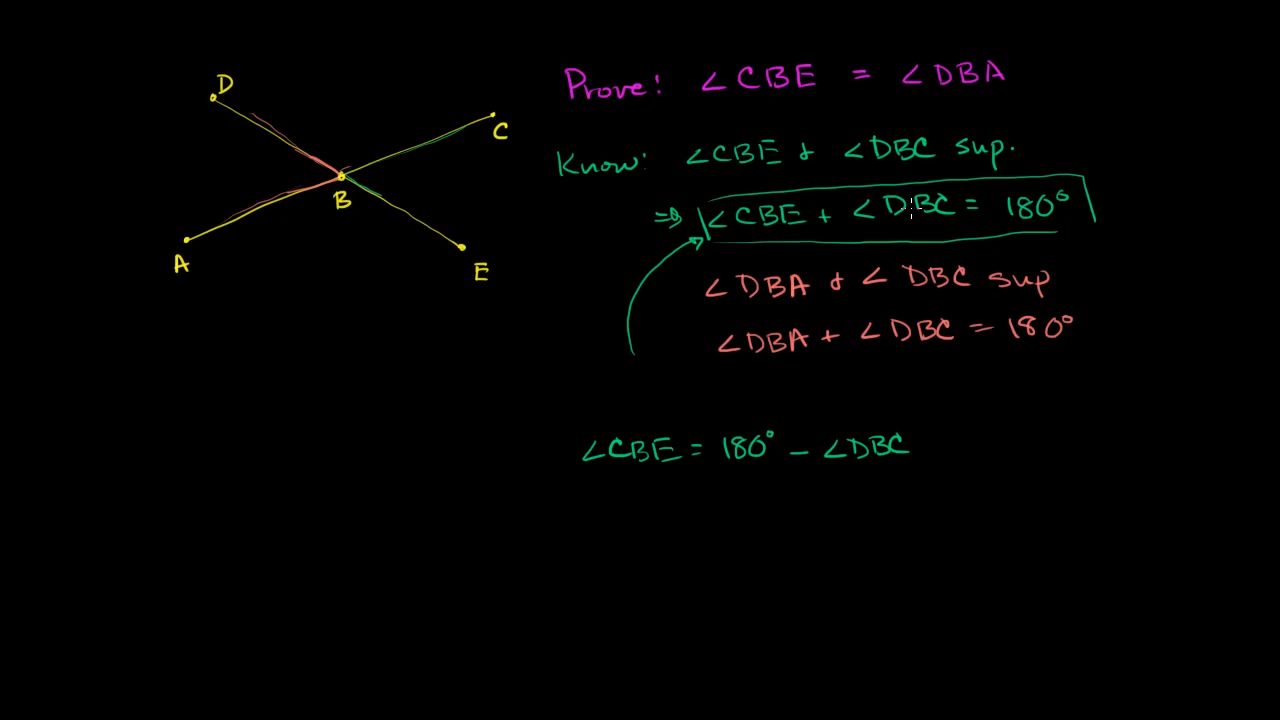 D
C
B
A
E
Prove: ∠CBE = ∠DBA
Know: ∠CBE & ∠DBC sup.
⇒ ∠CBE + ∠DBC = 180°
∠DBA & ∠DBC sup
∠DBA + ∠DBC = 180°
∠CBE = 180° - ∠DBC